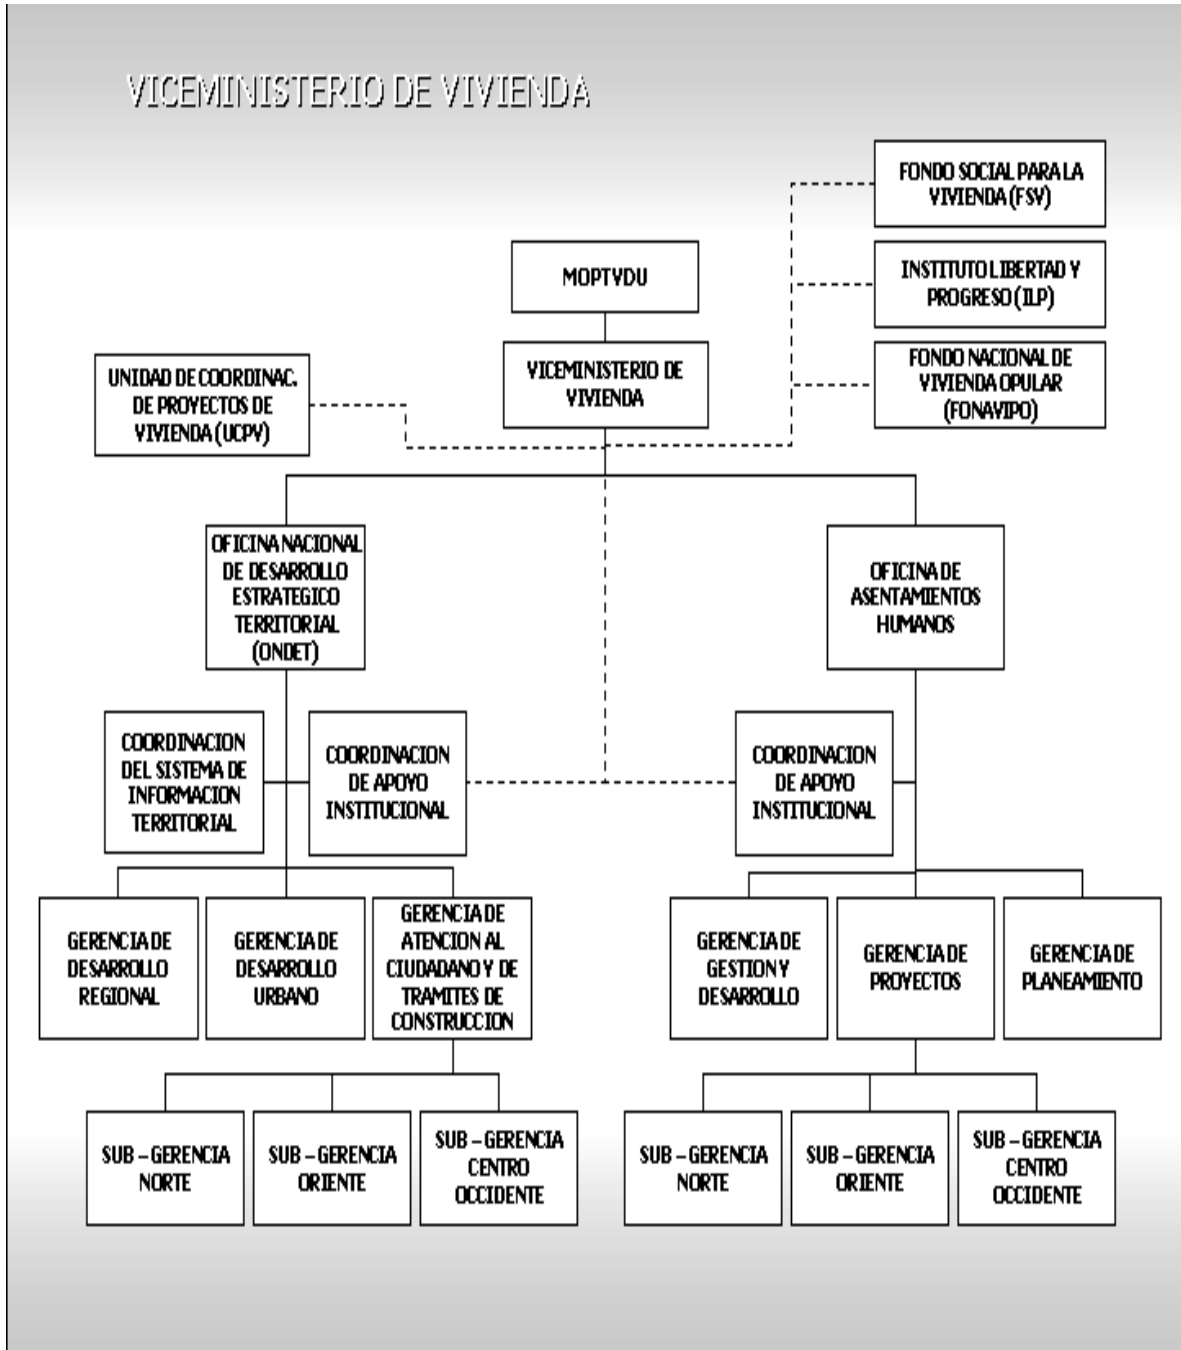 VICEMINISTERIO DE VIVIENDA
FONDO SOCIAL PARA LA
VIVIENDA (FSV)
MOPTVDU
INSTITUTO LIBERTAD Y
PROGRESO (ILP)
VICEMINISTERIO DE
VIVIENDA
FONDO NACIONAL DE
VIVIENDA OPULAR
(FONAVIPO)
UNIDAD DE COORDINAC.
DE PROYECTOS DE
VIVIENDA (UCPV)
OFICINA NACIONAL
DE DESARROLLO
ESTRATEGICO
TERRITORIAL
(ONDET)
OFICINA DE
ASENTAMIENTOS
HUMANOS
COORDINACION
DEL SISTEMA DE
INFORMACION
TERRITORIAL
COORDINACION
DE APOYO
INSTITUCIONAL
COORDINACION
DE APOYO
INSTITUCIONAL
GERENCIA DE
DESARROLLO
REGIONAL
GERENCIA DE
DESARROLLO
URBANO
GERENCIA DE
ATENCION AL
CIUDADANO Y DE
TRAMITES DE
CONSTRUCCION
GERENCIA DE
GESTION Y
DESARROLLO
GERENCIA DE
PROYECTOS
GERENCIA DE
PLANEAMIENTO
SUB – GERENCIA
NORTE
SUB – GERENCIA
ORIENTE
SUB – GERENCIA
CENTRO
OCCIDENTE
SUB – GERENCIA
NORTE
SUB – GERENCIA
ORIENTE
SUB – GERENCIA
CENTRO
OCCIDENTE